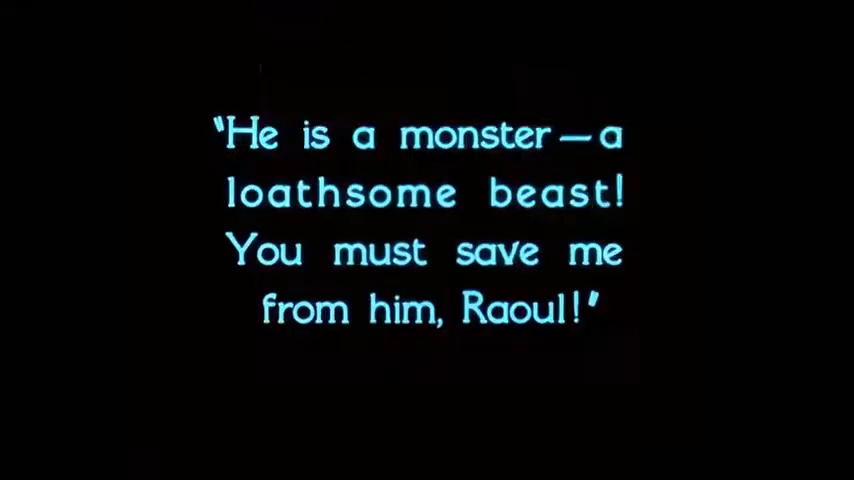 "He is a monster — a
loathsome beast!
You must save me
from him, Raoul!"